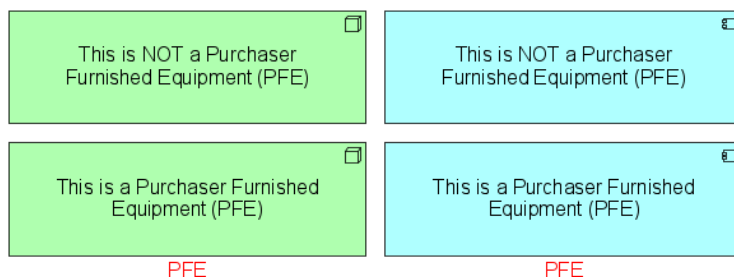 This is NOT a Purchaser
Furnished Equipment (PFE)
This is NOT a Purchaser
Furnished Equipment (PFE)
This is a Purchaser Furnished
Equipment (PFE)
PFE
This is a Purchaser Furnished
Equipment (PFE)
PFE